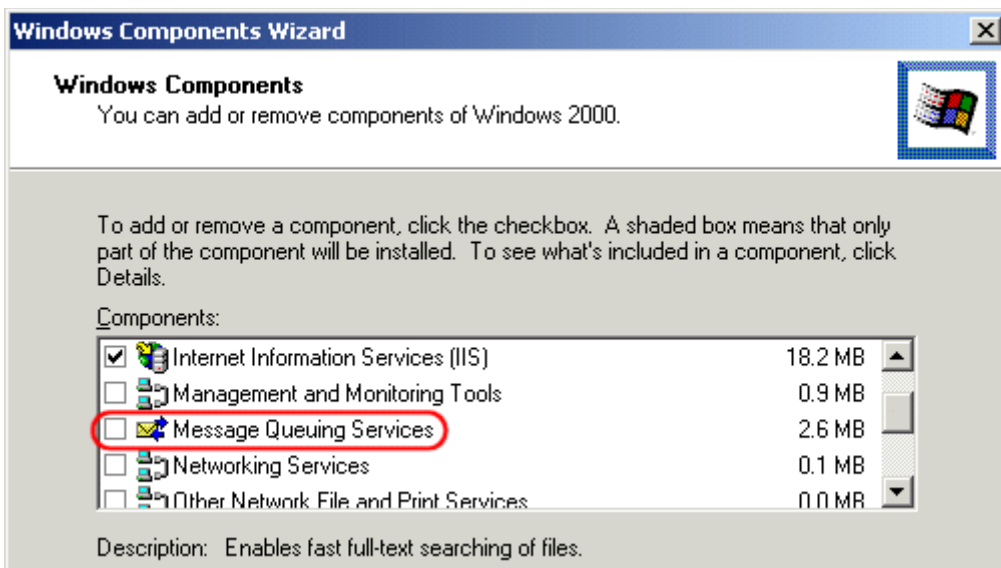 Windows Components Wizard
Windows Components
You can add or remove components of Windows 2000.
To add or remove a component, click the checkbox. A shaded box means that only
part of the component will be installed. To see what's included in a component, click
Details.
Components:
Internet Information Services (IIS) 18.2 MB
Management and Monitoring Tools 0.9 MB
Message Queuing Services 2.6 MB
Networking Services 0.1 MB
Other Network File and Print Services 0.0 MB
Description: Enables fast full-text searching of files.